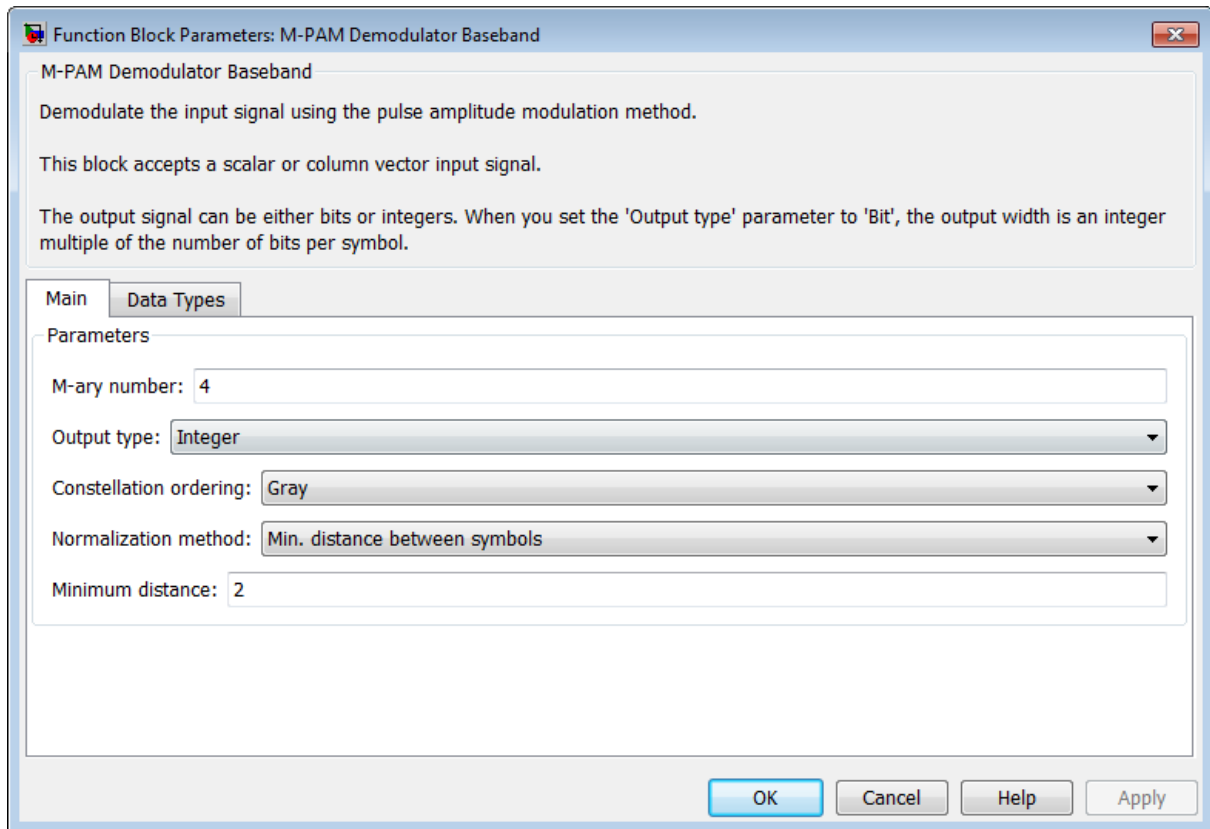 Function Block Parameters: M-PAM Demodulator Baseband
M-PAM Demodulator Baseband
Demodulate the input signal using the pulse amplitude modulation method.
This block accepts a scalar or column vector input signal.
The output signal can be either bits or integers. When you set the 'Output type' parameter to 'Bit', the output width is an integer
multiple of the number of bits per symbol.
Main Data Types
Parameters
M-ary number: 4
Output type: Integer
Constellation ordering: Gray
Normalization method: Min. distance between symbols
Minimum distance: 2
OK Cancel Help Apply